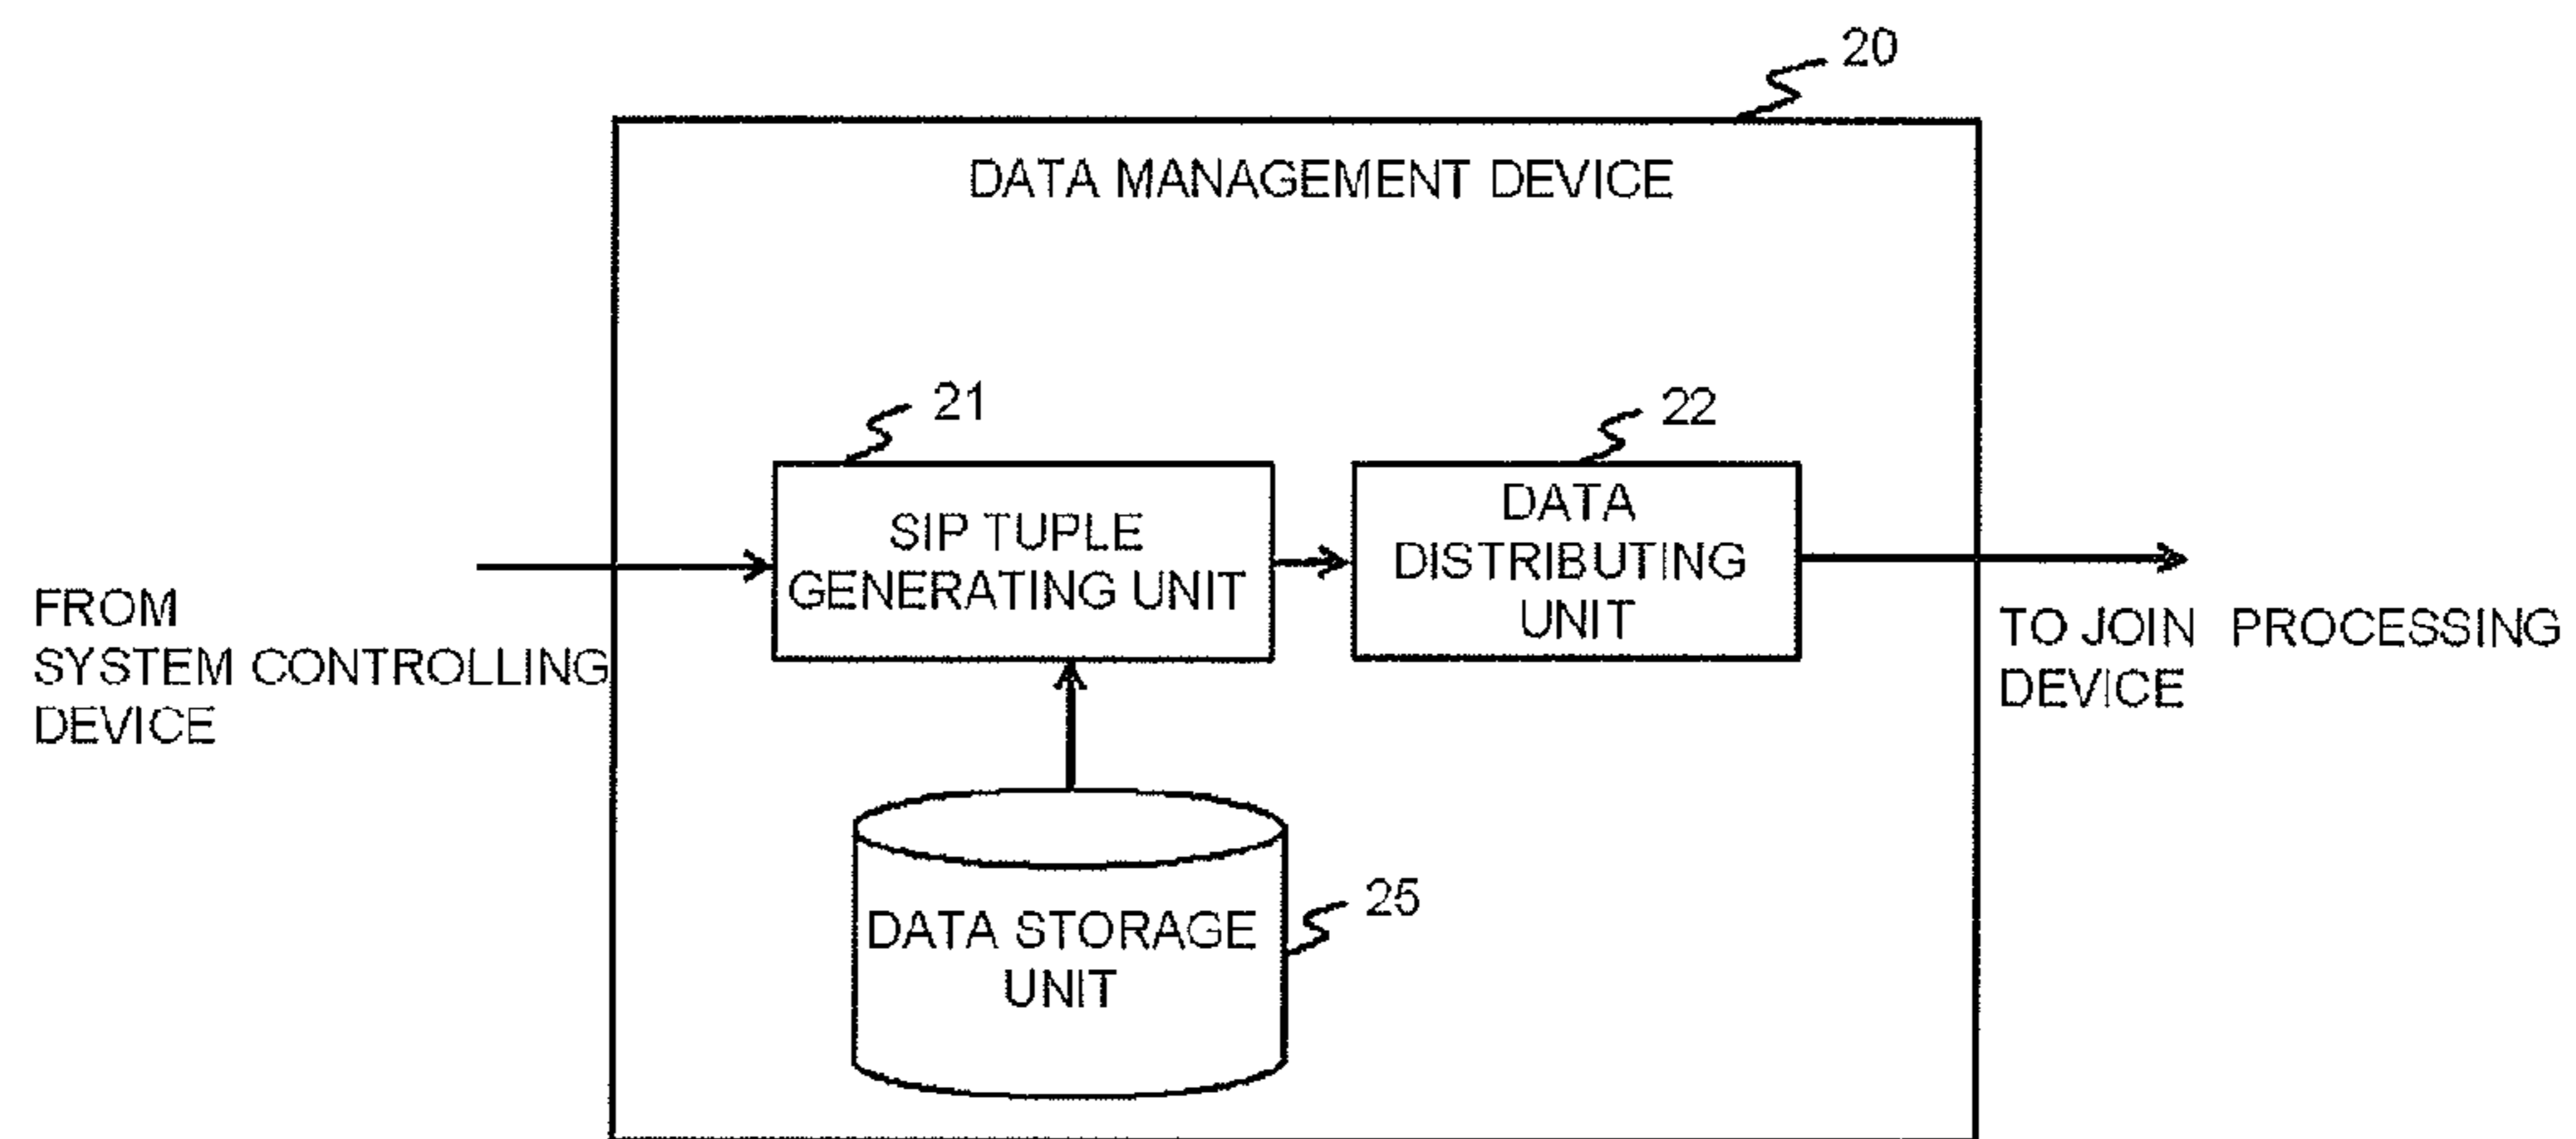 20
DATA MANAGEMENT DEVICE
21
22
SIP TUPLE
GENERATING UNIT
DATA
DISTRIBUTING
UNIT
FROM
SYSTEM CONTROLLING
DEVICE
TO JOIN PROCESSING
DEVICE
25
DATA STORAGE
UNIT